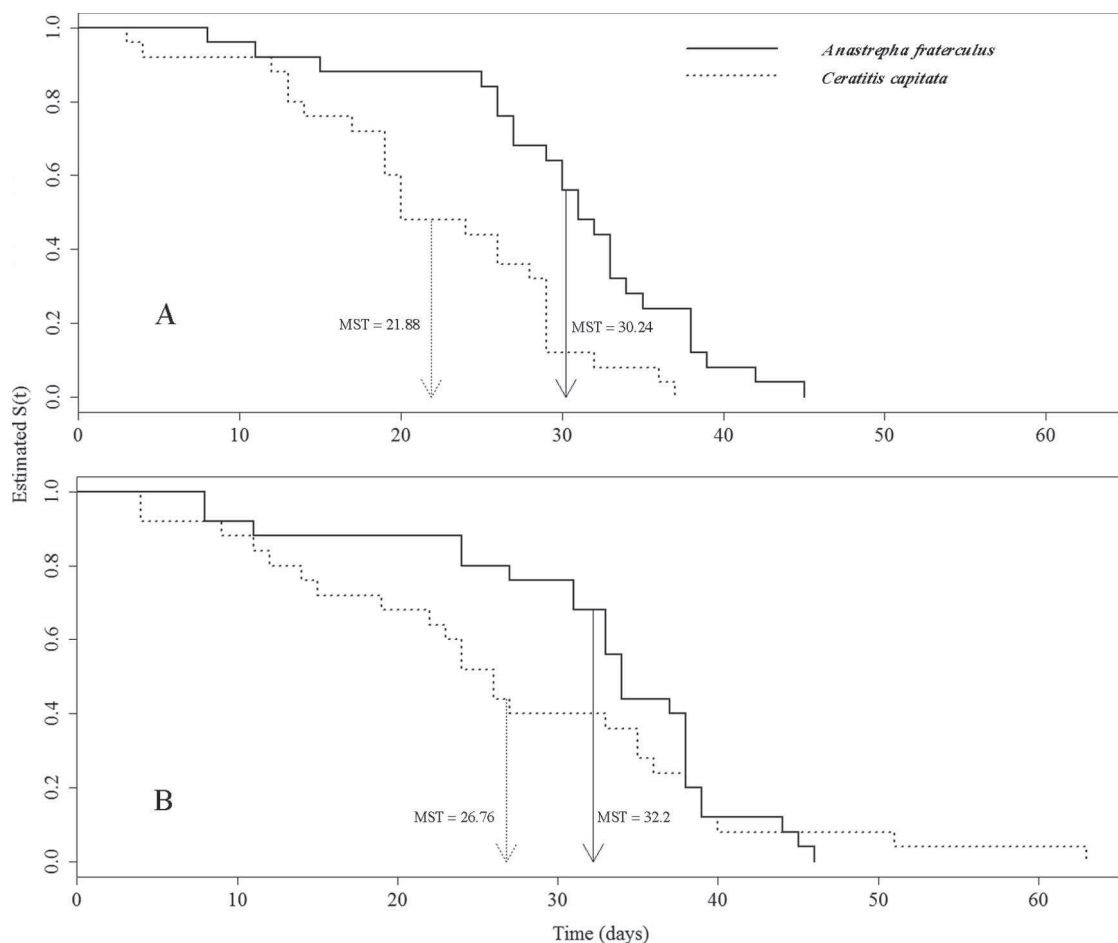 1.0
0.8
0.6
0.4
0.2
0.0
Anastrepha fraterculus
Ceratitis capitata
A
MST = 21.88
MST = 30.24
0 10 20 30 40 50 60
Estimated S(t)
1.0
0.8
0.6
0.4
0.2
0.0
B
MST = 26.76
MST = 32.2
0 10 20 30 40 50 60
Time (days)